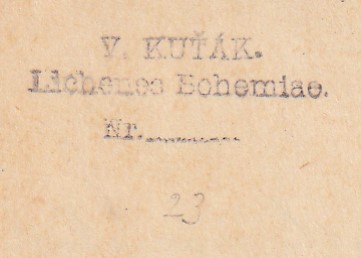 V. KUŤÁK.
Lichenes Bohemiae.
Nr.
23